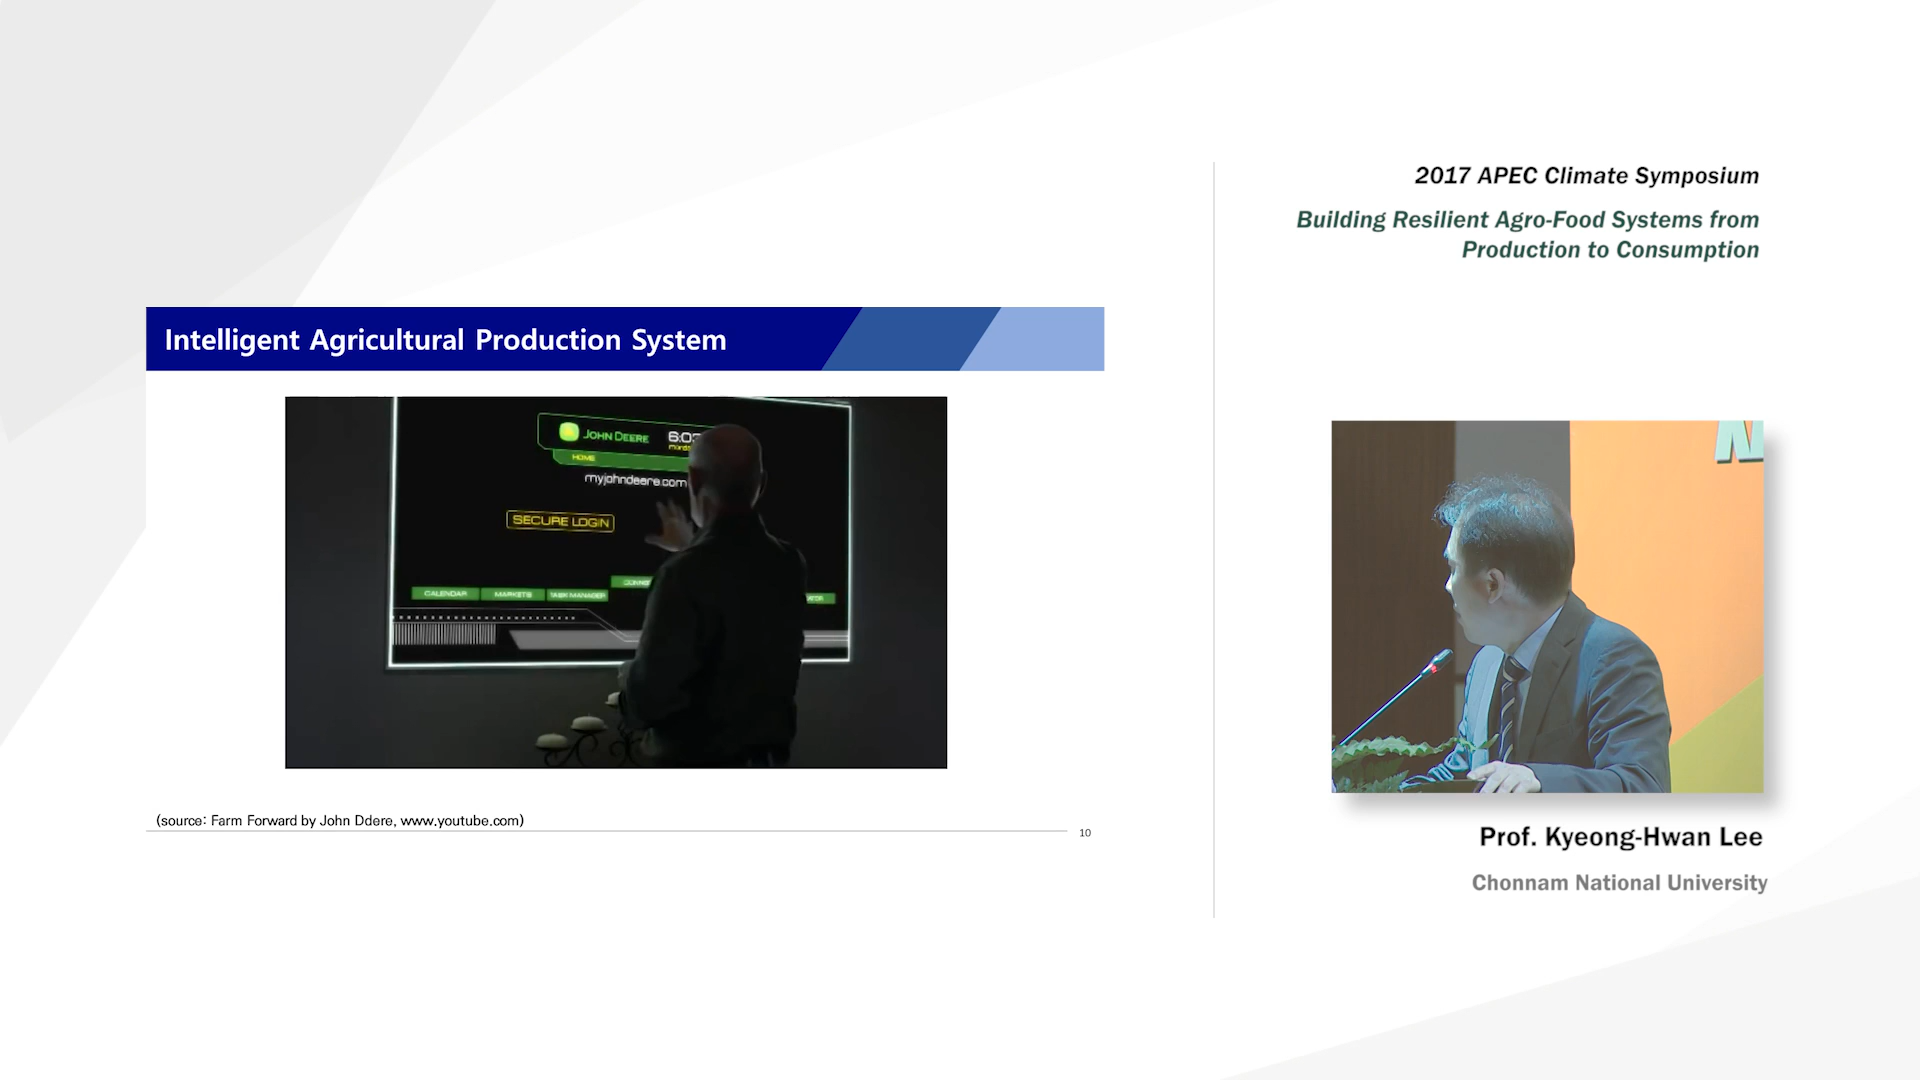 2017 APEC Climate Symposium
Building Resilient Agro-Food Systems from
Production to Consumption
Intelligent Agricultural Production System
JOHN DEERE
HOME
myjohndeere.com
SECURE LOGIN
CALENDAR MARKETS TASK MANAGER
(source: Farm Forward by John Ddere, www.youtube.com)
10
Prof. Kyeong-Hwan Lee
Chonnam National University